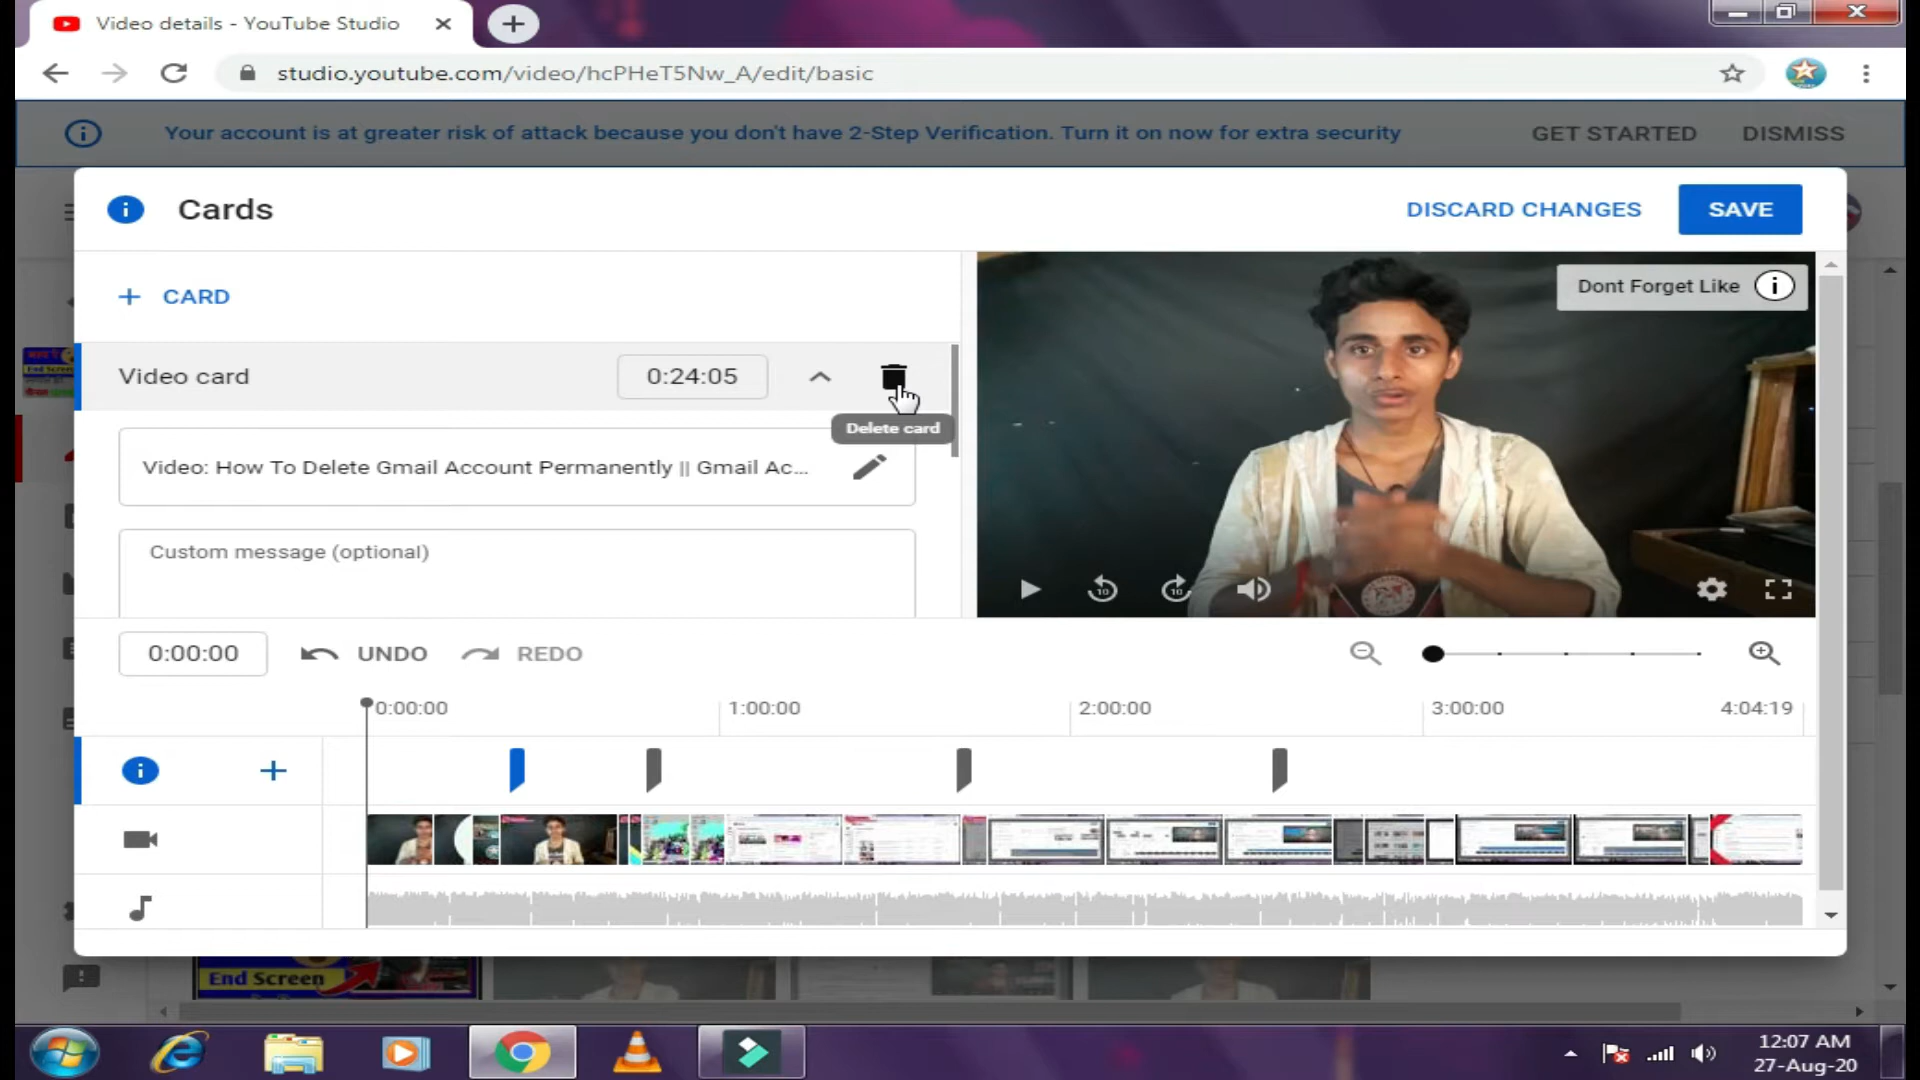 Video details - YouTube Studio
studio.youtube.com/video/hcPHeT5Nw_A/edit/basic
Your account is at greater risk of attack because you don't have 2-Step Verification. Turn it on now for extra security
GET STARTED
DISMISS
Cards
DISCARD CHANGES
SAVE
+ CARD
Dont Forget Like
Video card
0:24:05
Delete card
Video: How To Delete Gmail Account Permanently || Gmail Ac...
Custom message (optional)
10
10
0:00:00
UNDO
REDO
0:00:00
1:00:00
2:00:00
3:00:00
4:04:19
End Screen
End Screen
12:07 AM
27-Aug-20